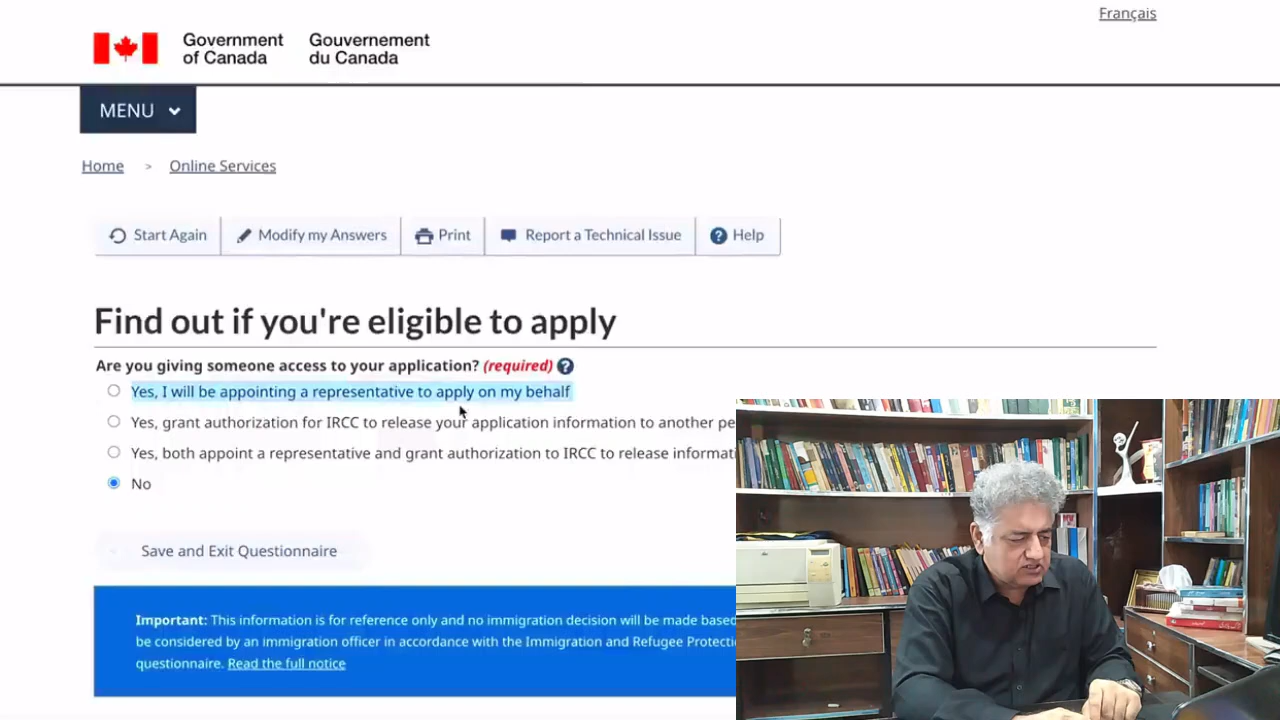 Français
Government
of Canada
Gouvernement
du Canada
MENU
Home > Online Services
Start Again
Modify my Answers
Print
Report a Technical Issue
? Help
Find out if you're eligible to apply
Are you giving someone access to your application? (required) ?
Yes, I will be appointing a representative to apply on my behalf
Yes, grant authorization for IRCC to release your application information to another pe
Yes, both appoint a representative and grant authorization to IRCC to release informati
No
Save and Exit Questionnaire
Important: This information is for reference only and no immigration decision will be made based
be considered by an immigration officer in accordance with the Immigration and Refugee Protecti
questionnaire. Read the full notice